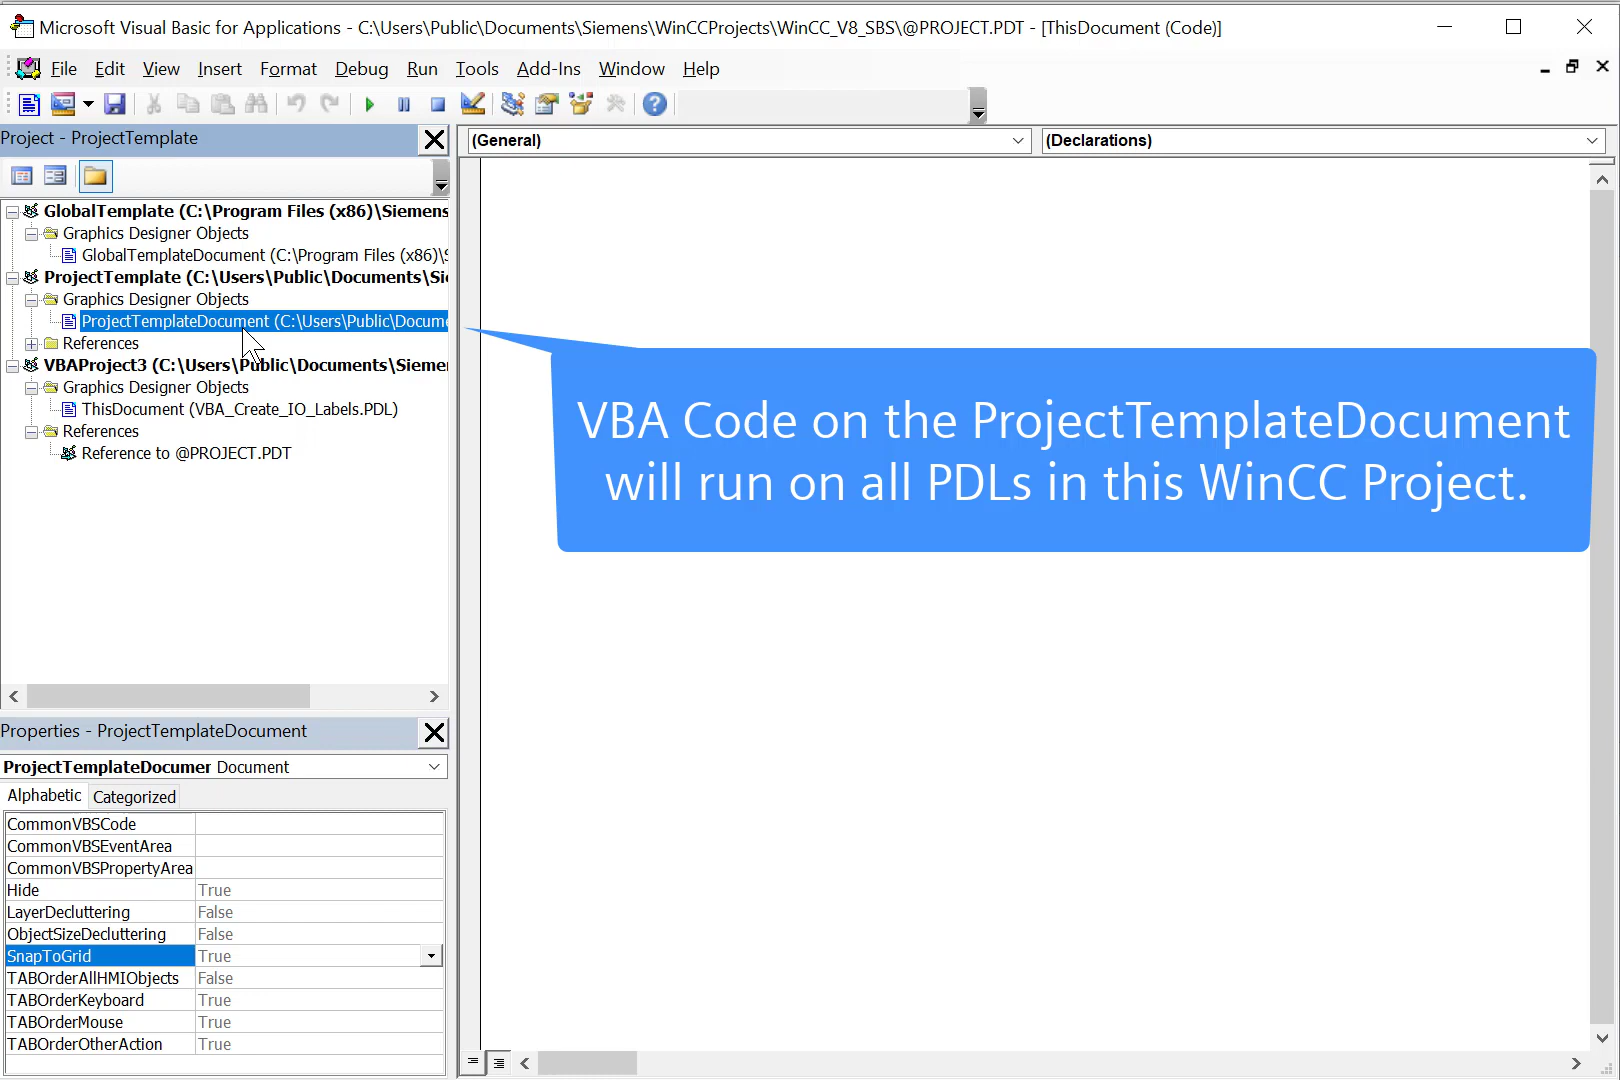 Microsoft Visual Basic for Applications - C:\Users\Public\Documents\Siemens\WinCCProjects\WinCC_V8_SBS\@PROJECT.PDT - [ThisDocument (Code)]
File Edit View Insert Format Debug Run Tools Add-Ins Window Help
Project - ProjectTemplate
(General)
(Declarations)
GlobalTemplate (C:\Program Files (x86)\Siemens
Graphics Designer Objects
GlobalTemplateDocument (C:\Program Files (x86)\S
ProjectTemplate (C:\Users\Public\Documents\Sie
Graphics Designer Objects
ProjectTemplateDocument (C:\Users\Public\Docume
References
VBAProject3 (C:\Users\Public\Documents\Sieme
Graphics Designer Objects
ThisDocument (VBA_Create_IO_Labels.PDL)
References
Reference to @PROJECT.PDT
VBA Code on the ProjectTemplateDocument
will run on all PDLs in this WinCC Project.
Properties - ProjectTemplateDocument
ProjectTemplateDocumer Document
Alphabetic Categorized
CommonVBSCode
CommonVBSEventArea
CommonVBSPropertyArea
Hide True
LayerDecluttering False
ObjectSizeDecluttering False
SnapToGrid True
TABOrderAllHMIObjects False
TABOrderKeyboard True
TABOrderMouse True
TABOrderOtherAction True